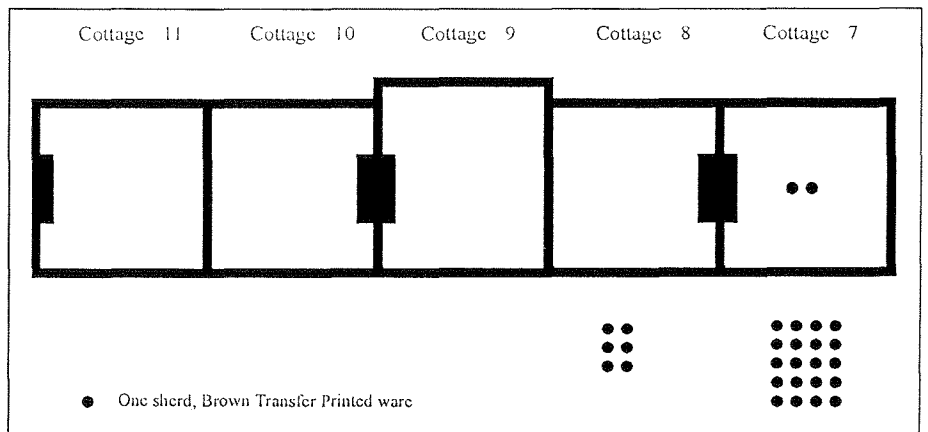 Cottage 11 Cottage 10 Cottage 9 Cottage 8 Cottage 7
One sherd, Brown Transfer Printed ware